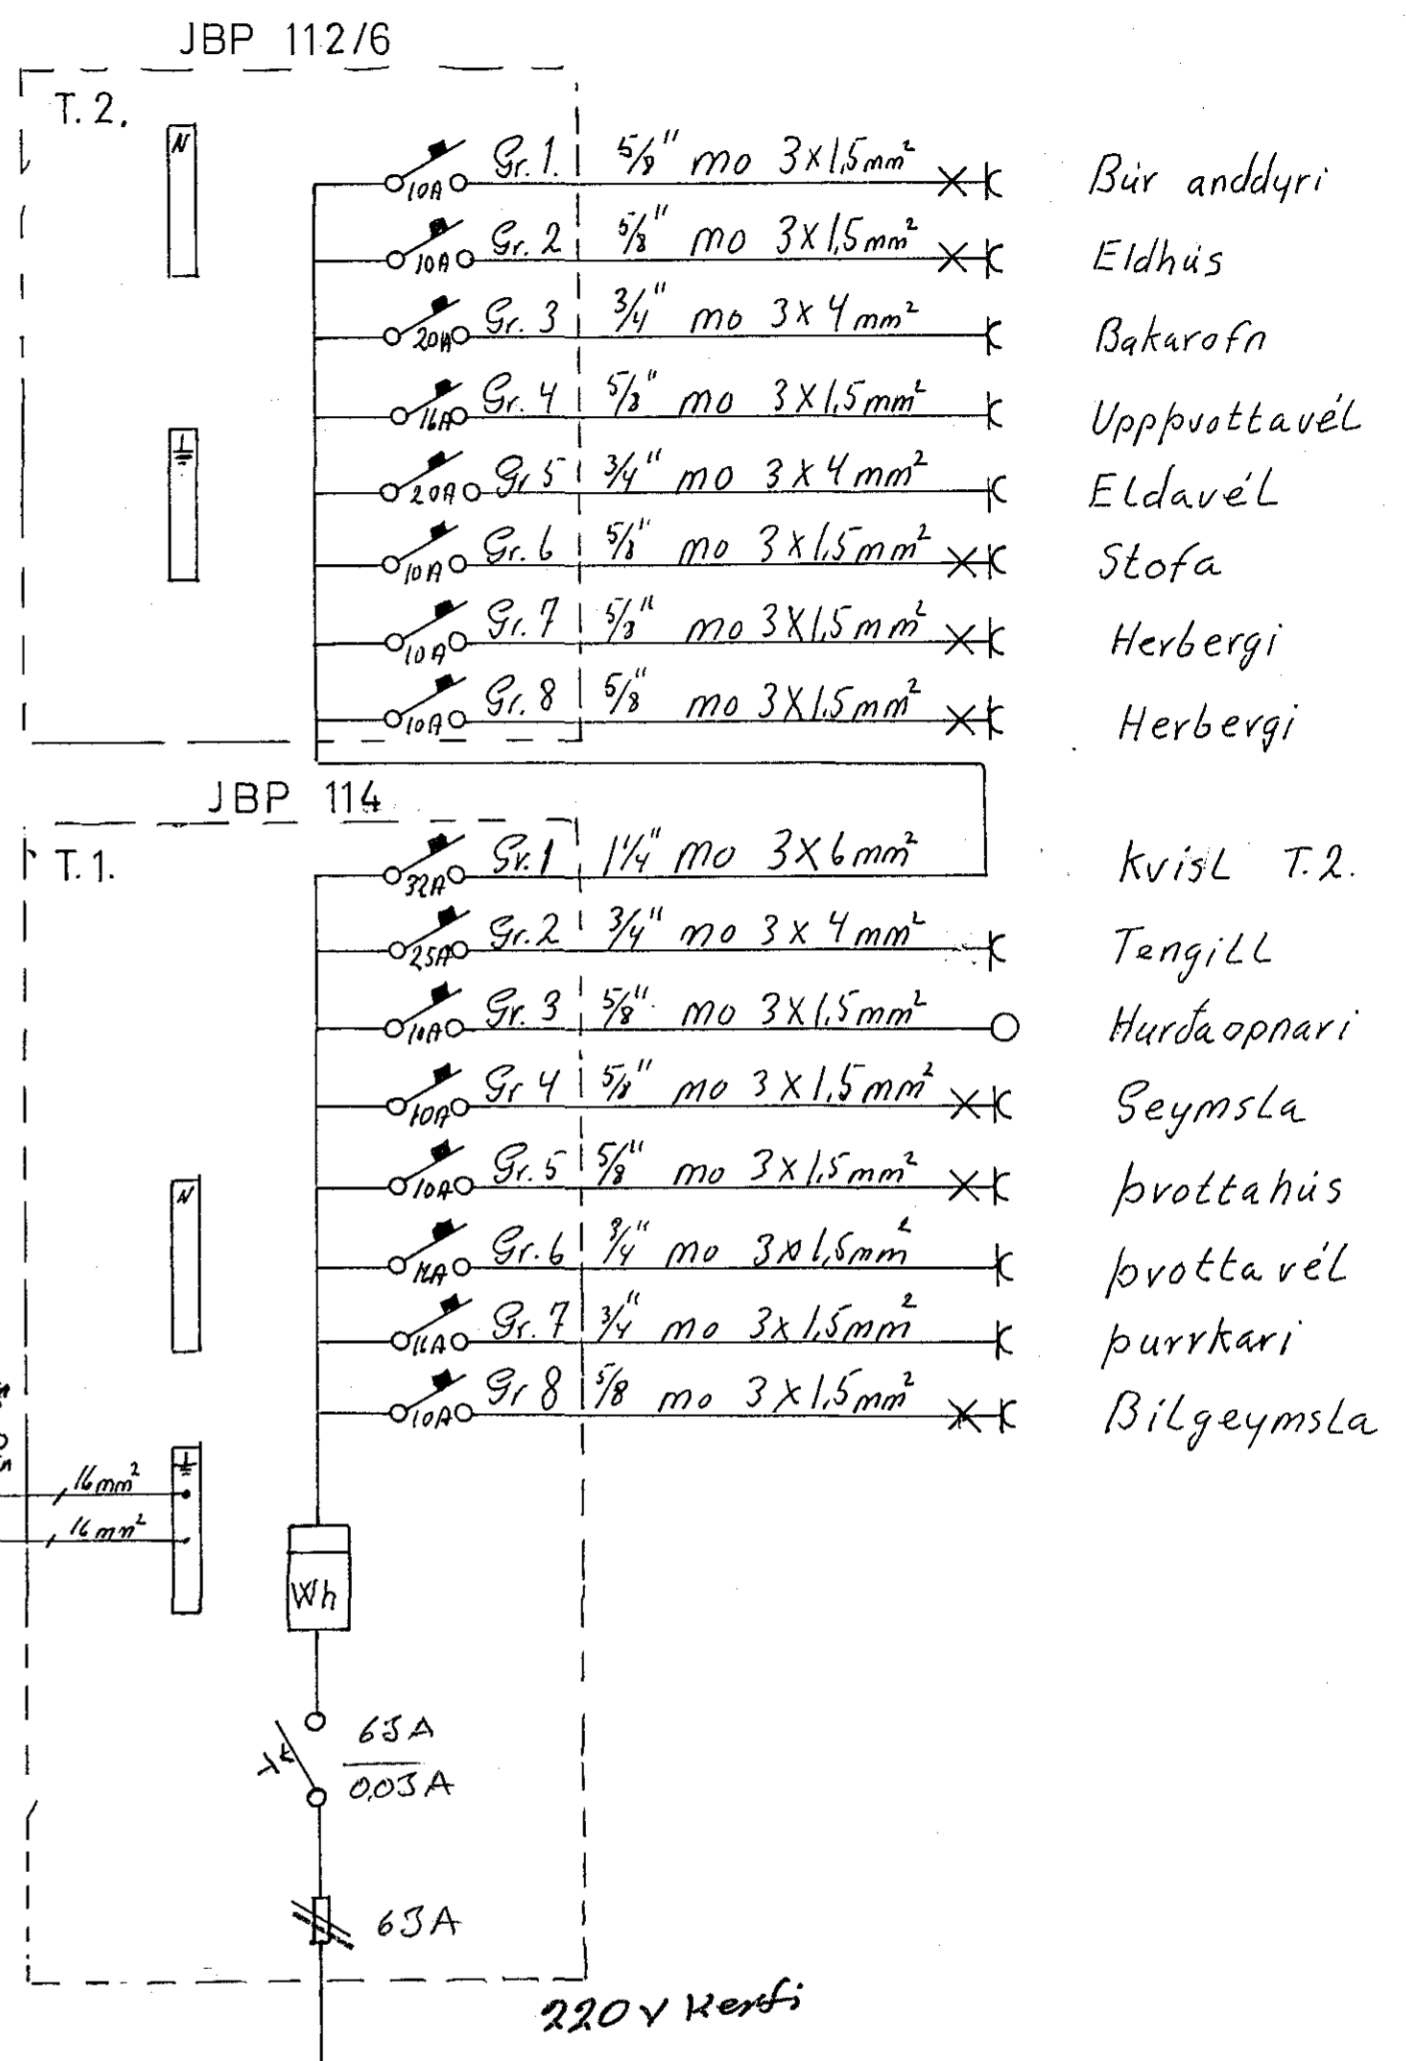 JBP 112/6
T. 2.
N
10A Gr. 1. 5/8" mo 3x1,5mm² Búr anddyri
10A Gr. 2 5/8" mo 3x1,5mm² Eldhús
20A Gr. 3 3/4" mo 3x4mm² Bakarofn
16A Gr. 4 5/8" mo 3x1,5mm² Uppþvottavél
20A Gr 5 3/4" mo 3x4mm² Eldavél
10A Gr. 6 5/8" mo 3x1,5mm² Stofa
10A Gr. 7 5/8" mo 3x1,5mm² Herbergi
10A Gr. 8 5/8" mo 3x1,5mm² Herbergi
JBP 114
T. 1.
32A Gr. 1 1 1/4" mo 3x6mm² Kvisl T.2.
25A Gr. 2 3/4" mo 3x4mm² Tengill
10A Gr. 3 5/8" mo 3x1,5mm² Hurðaopnari
10A Gr 4 5/8" mo 3x1,5mm² Geymsla
10A Gr. 5 5/8" mo 3x1,5mm² Þvottahús
16A Gr. 6 3/4" mo 3x1,5mm² Þvottavél
16A Gr. 7 3/4" mo 3x1,5mm² Þurrkari
10A Gr 8 5/8 mo 3x1,5mm² Bílgeymsla
N
16mm²
16mm²
Wh
63A
0,03A
63A
220V Kerfi